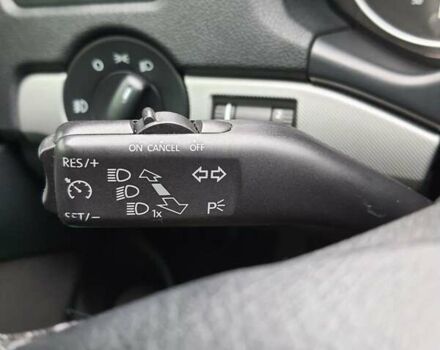 ON CANCEL OFF
RES/+
1x
P
SET/−